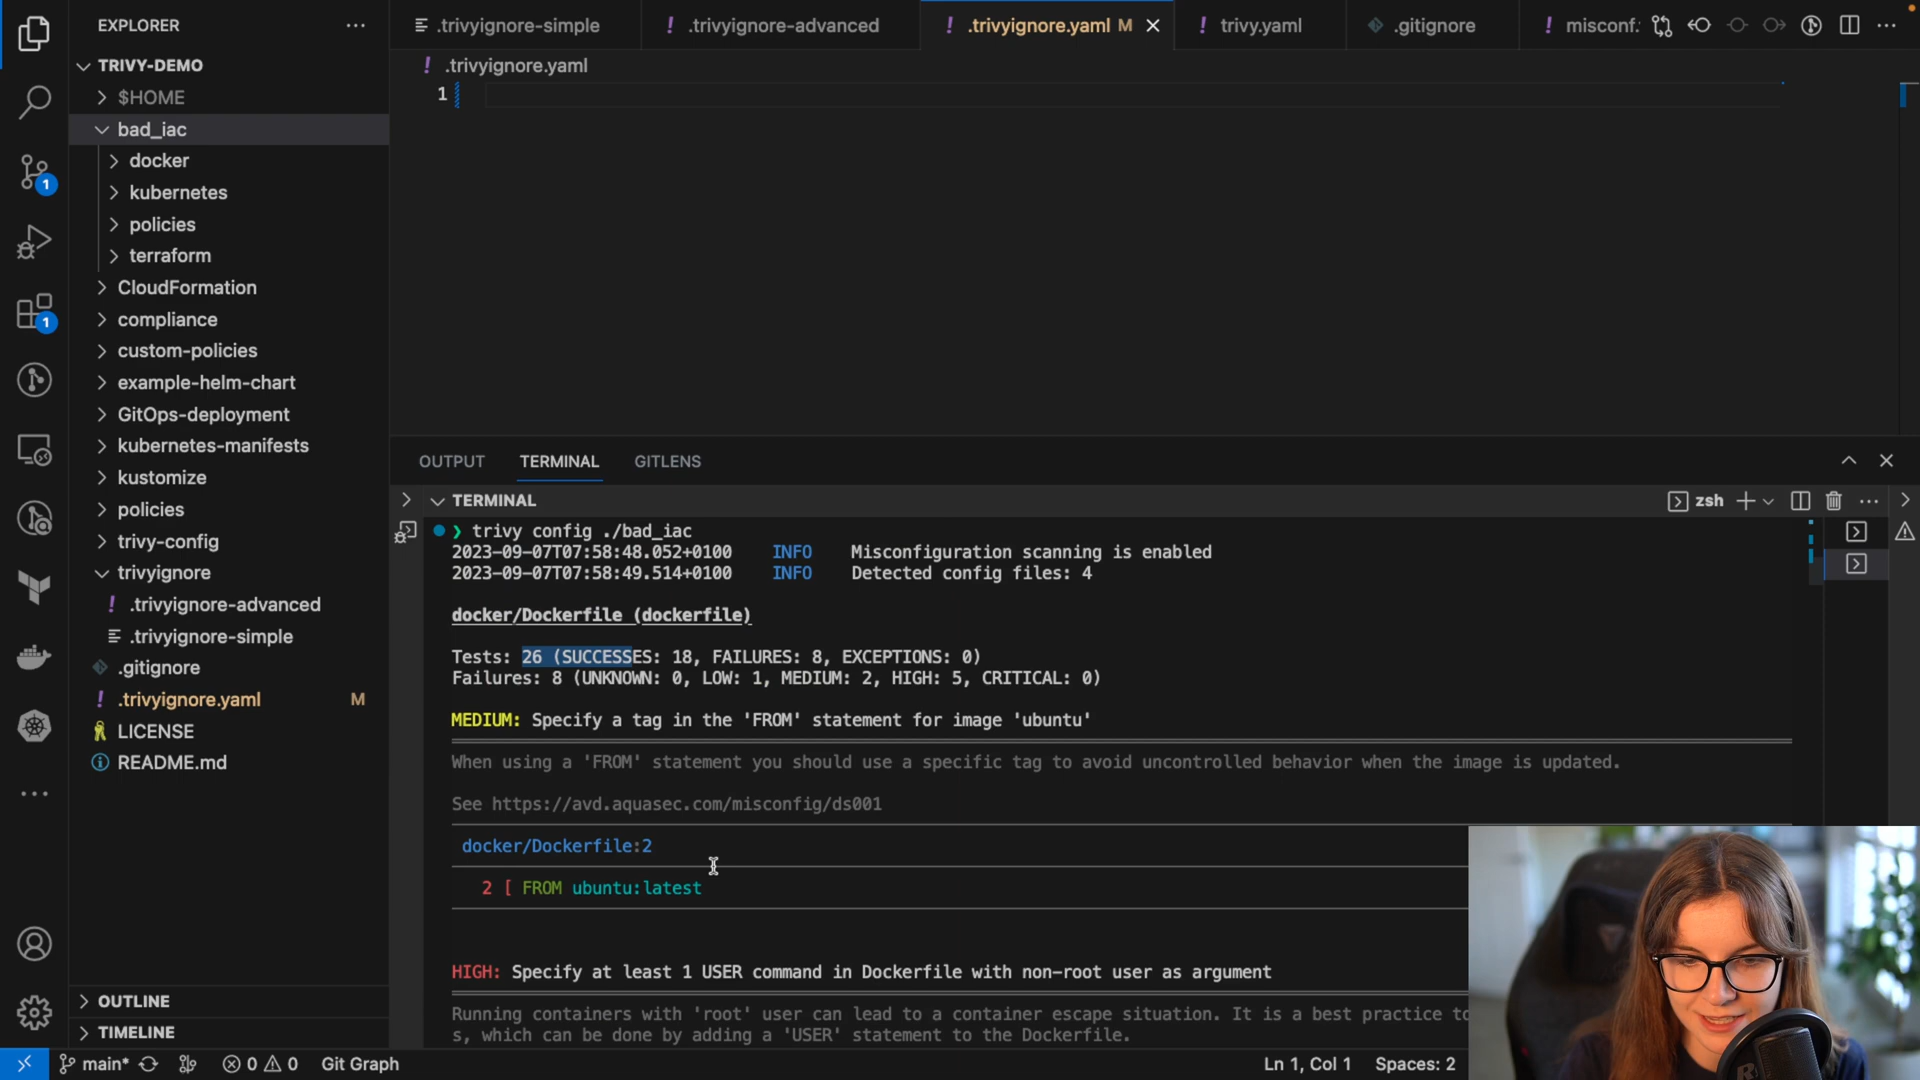 EXPLORER
.trivyignore-simple
.trivyignore-advanced
.trivyignore.yaml M
trivy.yaml
.gitignore
misconf.
TRIVY-DEMO
$HOME
bad_iac
docker
kubernetes
policies
terraform
CloudFormation
compliance
custom-policies
example-helm-chart
GitOps-deployment
kubernetes-manifests
kustomize
policies
trivy-config
trivyignore
.trivyignore-advanced
.trivyignore-simple
.gitignore
.trivyignore.yaml M
LICENSE
README.md
OUTLINE
TIMELINE
1
1
.trivyignore.yaml
1
OUTPUT TERMINAL GITLENS
TERMINAL
zsh
❯ trivy config ./bad_iac
2023-09-07T07:58:48.052+0100 INFO Misconfiguration scanning is enabled
2023-09-07T07:58:49.514+0100 INFO Detected config files: 4
docker/Dockerfile (dockerfile)
Tests: 26 (SUCCESSES: 18, FAILURES: 8, EXCEPTIONS: 0)
Failures: 8 (UNKNOWN: 0, LOW: 1, MEDIUM: 2, HIGH: 5, CRITICAL: 0)
MEDIUM: Specify a tag in the 'FROM' statement for image 'ubuntu'
When using a 'FROM' statement you should use a specific tag to avoid uncontrolled behavior when the image is updated.
See https://avd.aquasec.com/misconfig/ds001
docker/Dockerfile:2
2 [ FROM ubuntu:latest
HIGH: Specify at least 1 USER command in Dockerfile with non-root user as argument
Running containers with 'root' user can lead to a container escape situation. It is a best practice to
s, which can be done by adding a 'USER' statement to the Dockerfile.
main* 0 0 Git Graph
Ln 1, Col 1 Spaces: 2